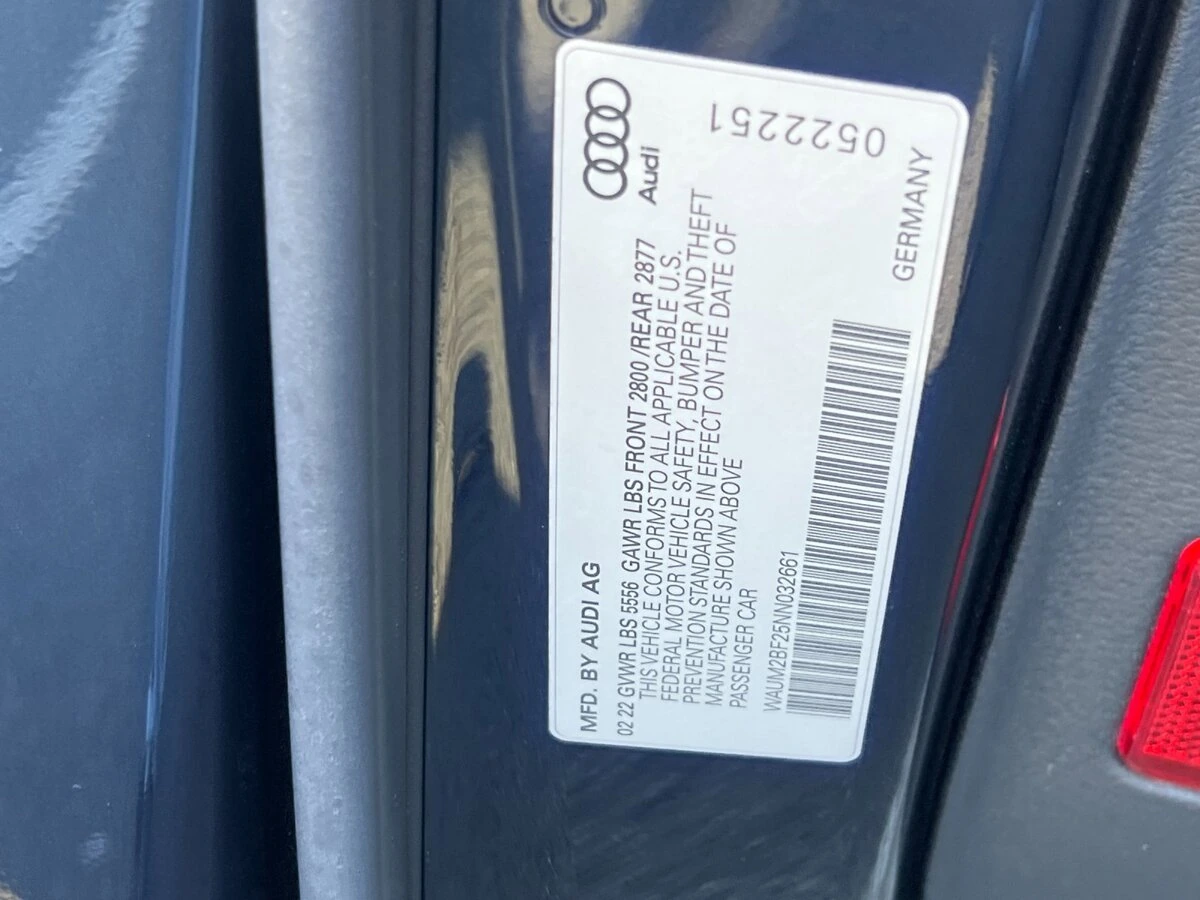 Audi
MFD. BY AUDI AG
02 22 GVWR LBS 5556 GAWR LBS FRONT 2800 /REAR 2877
THIS VEHICLE CONFORMS TO ALL APPLICABLE U.S.
FEDERAL MOTOR VEHICLE SAFETY, BUMPER AND THEFT
PREVENTION STANDARDS IN EFFECT ON THE DATE OF
MANUFACTURE SHOWN ABOVE
PASSENGER CAR
WAUM2BF25NN032661
GERMANY
0522251